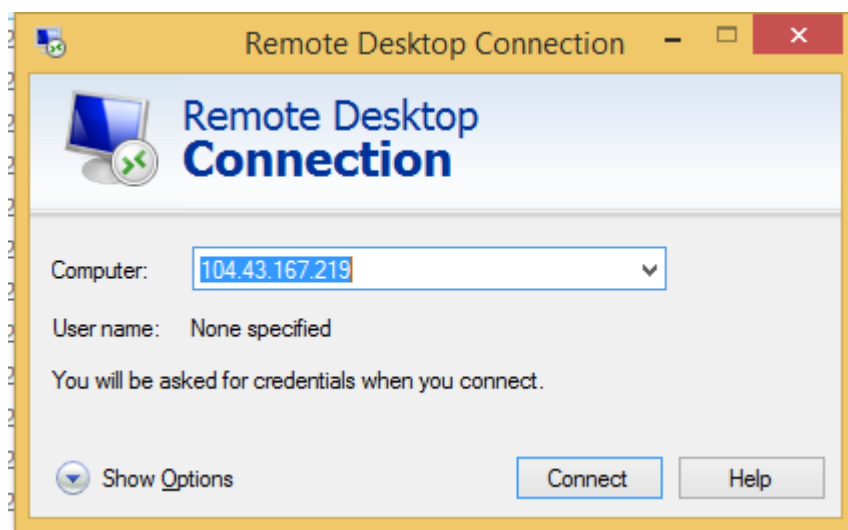 Remote Desktop Connection
Remote Desktop
Connection
Computer: 104.43.167.219
User name: None specified
You will be asked for credentials when you connect.
Show Options Connect Help